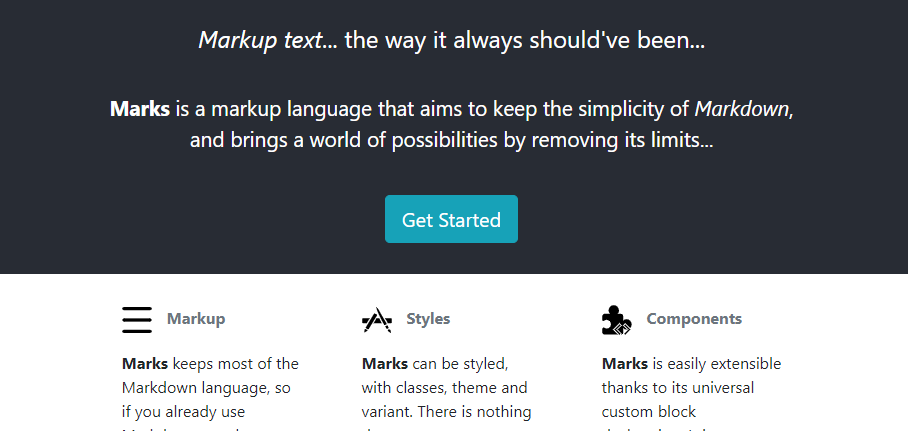 Markup text... the way it always should've been...
Marks is a markup language that aims to keep the simplicity of Markdown,
and brings a world of possibilities by removing its limits...
Get Started
Markup
Marks keeps most of the
Markdown language, so
if you already use
Styles
Marks can be styled,
with classes, theme and
variant. There is nothing
Components
Marks is easily extensible
thanks to its universal
custom block